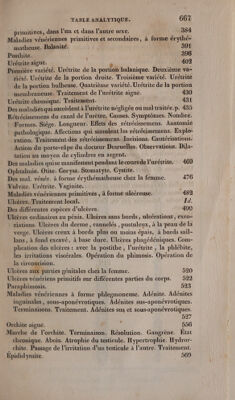 TABLE ANALYTIQUE. 667
primitives, dans l'un et dans l'autre sexe. 384
Maladies vénériennes primitives et secondaires, à forme érythé-
mateuse. Balanite. 391
Posthite. 396
Urétrite aigue. 402
Première variété. Urétrite de la portion balanique. Deuxième va-
riété. Urétrite de la portion droite. Troisième variété. Urétrite
de la portion bulbeuse. Quatrième variété. Urétrite de la portion
membraneuse. Traitement de l'urétrite aigue. 430
Urétrite chronique. Traitement. 431
Des maladies qui succèdent à l'urétrite négligée ou mal traitée. p. 435
Rétrécissemens du canal de l'urètre. Causes. Symptômes. Nombre.
Formes. Siége. Longueur. Effets des rétrécissemens. Anatomie
pathologique. Affections qui simulent les rétrécissemens. Explo-
ration. Traitement des rétrécissemens. Incisions. Cautérisations.
Action du porte-clpe du docteur Desruelles. Observations. Dila-
tation au moyen de cylindres en argent.
Des maladies qui se manifestent pendant le cours de l'urétrite. 469
Ophtalmie. Otite. Coryza. Stomatyte. Cystite.
Des mal. vénér. à forme érythémateuse chez la femme. 476
Vulvite. Urétrite. Vaginite.
Maladies vénériennes primitives, à forme ulcéreuse. 482
Ulcères. Traitement local. Id.
Des différentes espèces d'ulcères. 490
Ulcères ordinaires au pénis. Ulcères sans bords, ulcérations, exco-
riations. Ulcères du derme, cannelés, pustuleux, à la peau de la
verge. Ulcères creux à bords plus ou moins épais, à bords sail-
lans, à fond excavé, à base dure. Ulcères phagédéniques. Com-
plication des ulcères : avec la posthite, l'urétrite, la phlébite,
les irritations viscérales. Opération du phimosis. Opération de
la circoncision.
Ulcères aux parties génitales chez la femme. 520
Ulcères vénériens primitifs sur différentes parties du corps. 522
Paraphimosis. 523
Maladies vénériennes à forme phlegmoneuse. Adénite. Adénites
inguinales, sous-aponévrotiques. Adénites sus-aponévrotiques.
Terminaisons. Traitement. Adénites sus et sous-aponévrotiques.
527
Orchite aigue. 556
Marche de l'orchite. Terminaison. Résolution. Gangrène. État
chronique. Abcès. Atrophie du testicule. Hypertrophie. Hydror-
chite. Passage de l'irritation d'un testicule à l'autre. Traitement.
Épididynite. 569